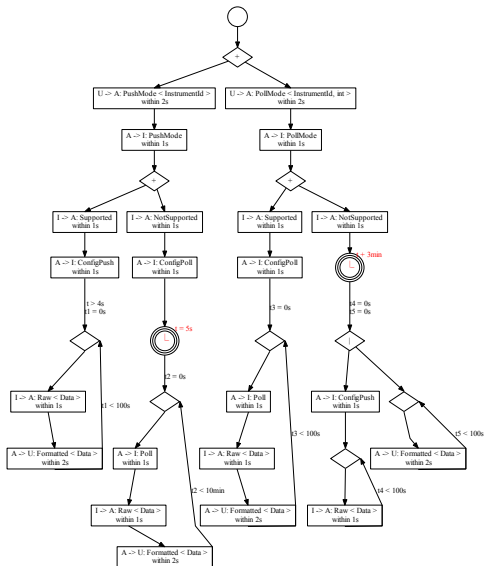 +
U -> A: PushMode < InstrumentId >
within 2s
U -> A: PollMode < InstrumentId, int >
within 2s
A -> I: PushMode
within 1s
A -> I: PollMode
within 1s
+
+
I -> A: Supported
within 1s
I -> A: NotSupported
within 1s
I -> A: Supported
within 1s
I -> A: NotSupported
within 1s
A -> I: ConfigPush
within 1s
A -> I: ConfigPoll
within 1s
A -> I: ConfigPoll
within 1s
t + 3min
t > 4s
t1 = 0s
t3 = 0s
t4 = 0s
t5 = 0s
t = 5s
|
t2 = 0s
I -> A: Raw < Data >
within 1s
t1 < 100s
A -> I: Poll
within 1s
A -> I: ConfigPush
within 1s
t3 < 100s
t5 < 100s
A -> U: Formatted < Data >
within 2s
A -> I: Poll
within 1s
I -> A: Raw < Data >
within 1s
A -> U: Formatted < Data >
within 2s
t2 < 10min
t4 < 100s
I -> A: Raw < Data >
within 1s
A -> U: Formatted < Data >
within 2s
I -> A: Raw < Data >
within 1s
A -> U: Formatted < Data >
within 2s